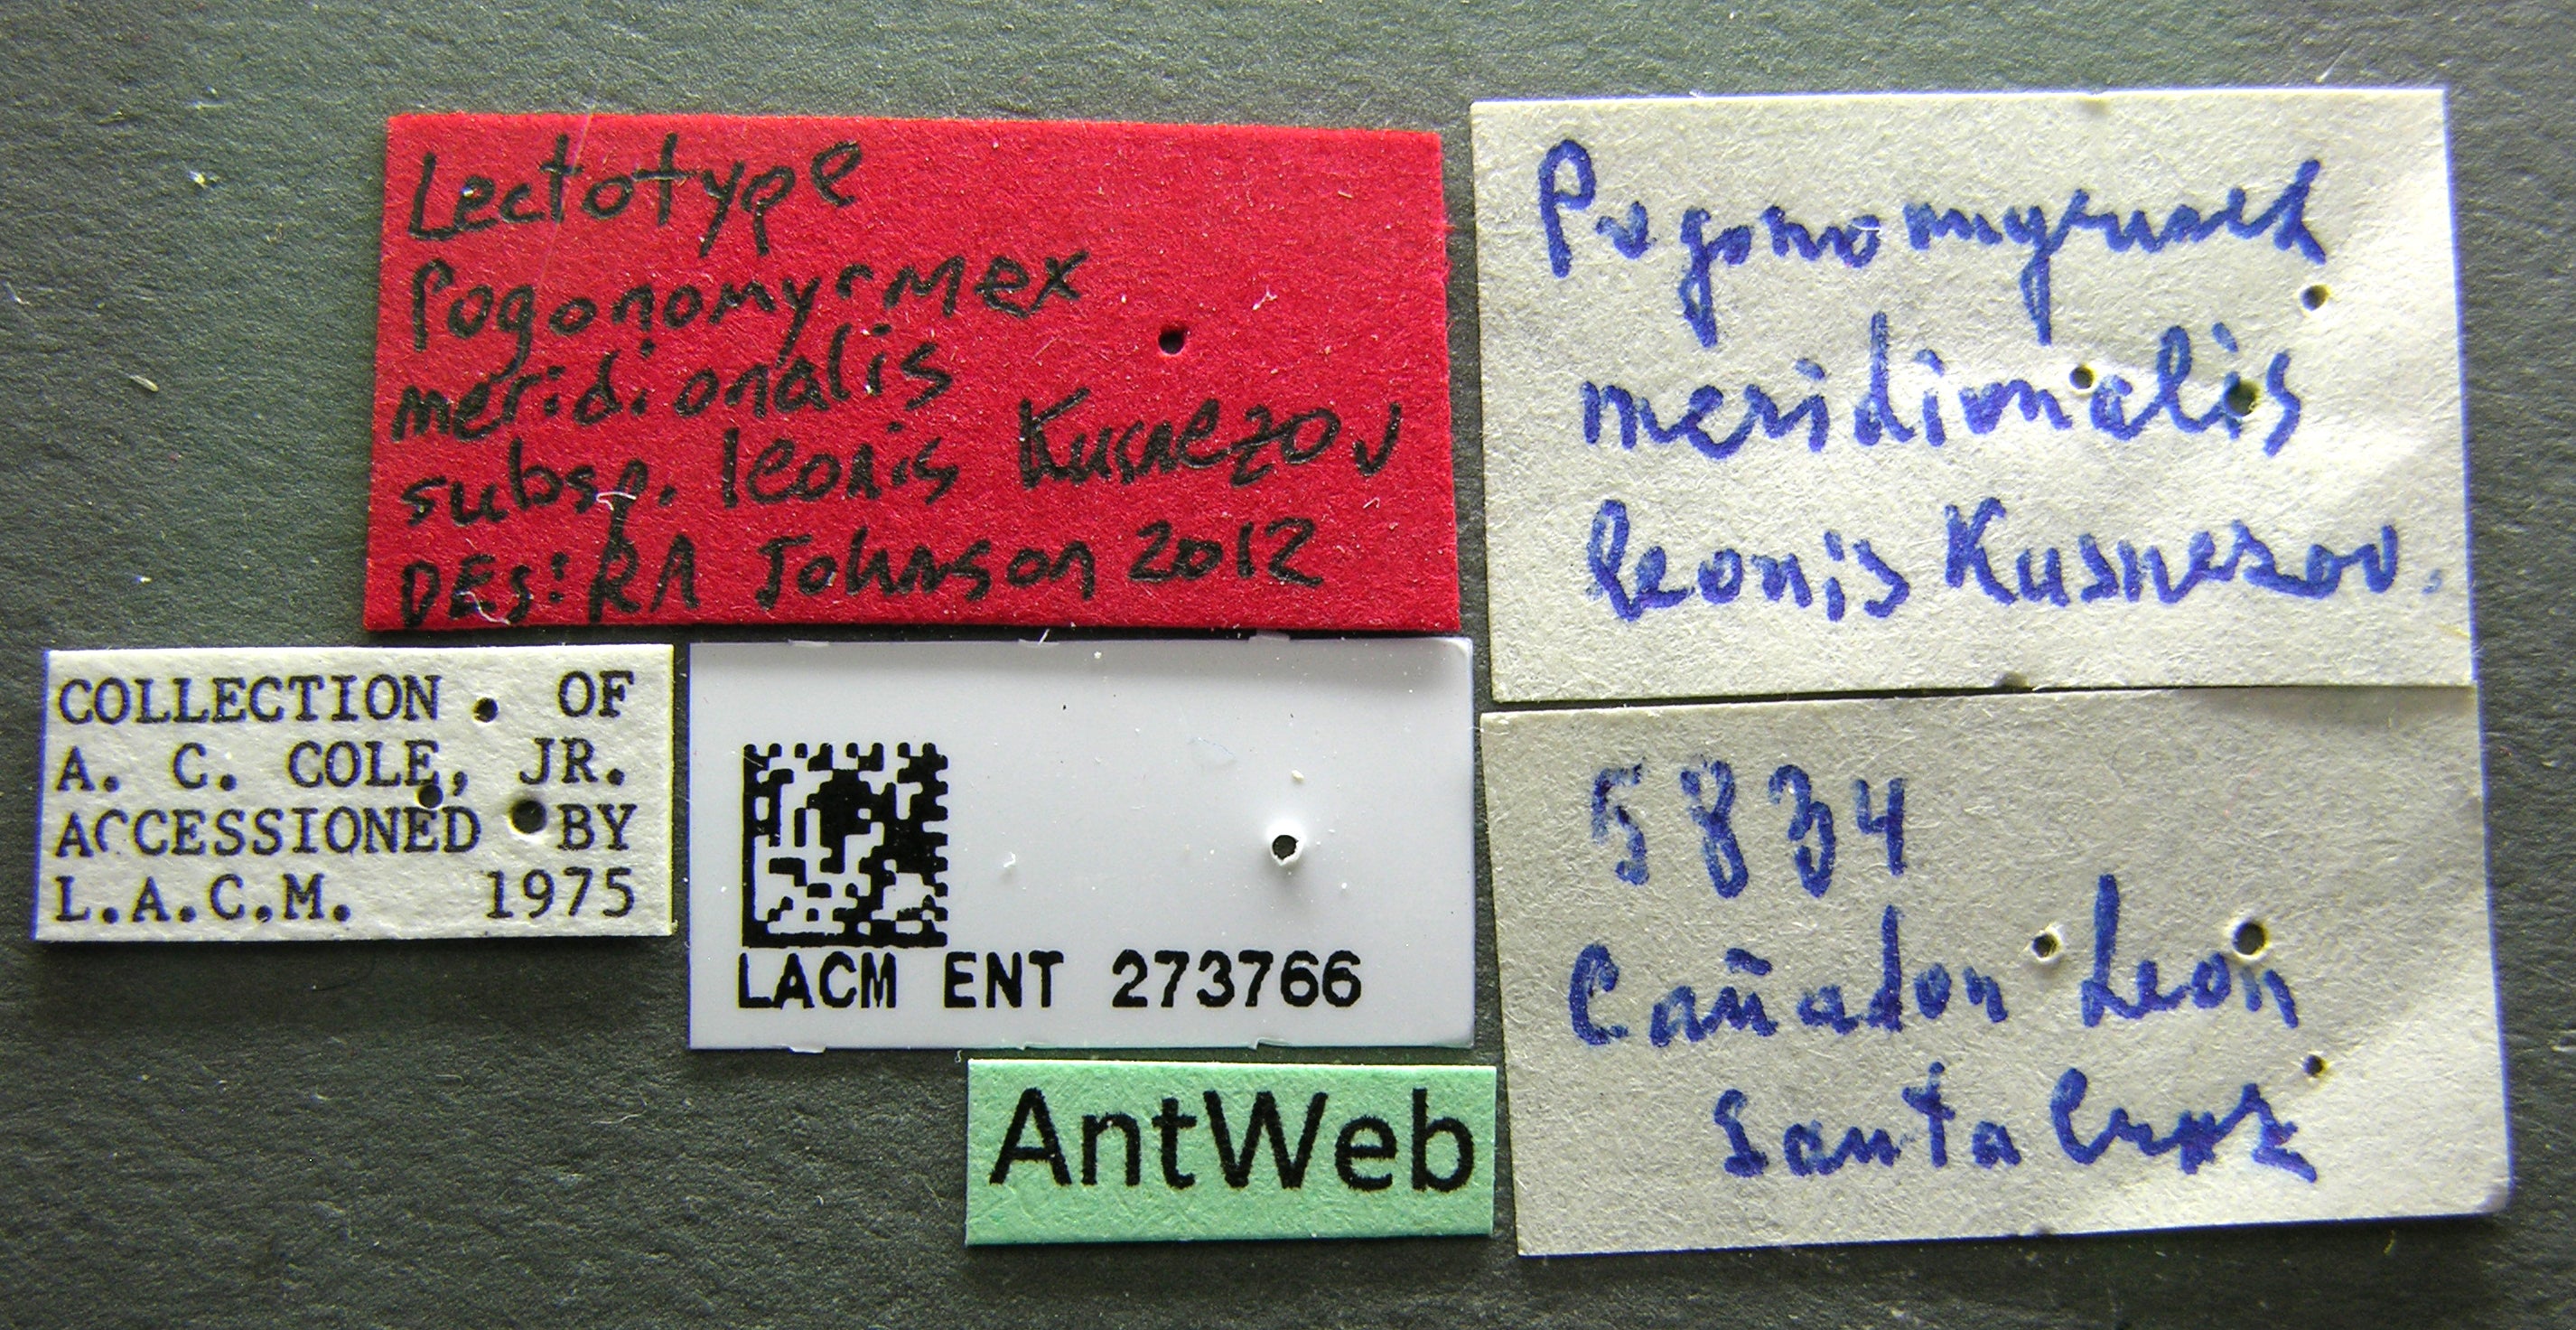 Lectotype
Pogonomyrmex
meridionalis
subsp. leonis Kusnezov
DES: RA Johnson 2012
Pogonomyrmex
meridionalis
leonis Kusnezov.
COLLECTION OF
A. C. COLE, JR.
ACCESSIONED BY
L.A.C.M. 1975
LACM ENT 273766
AntWeb
5834
Cañadon Leon
Santa Cruz